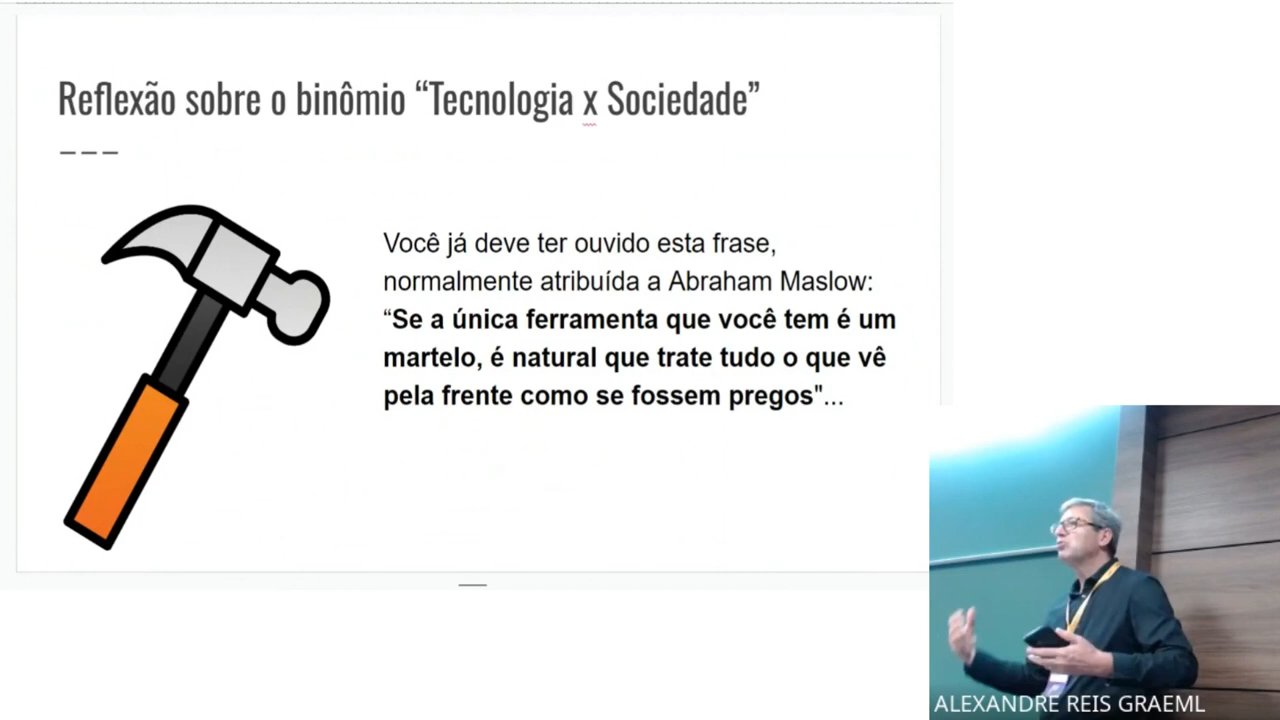 Reflexão sobre o binômio “Tecnologia x Sociedade”
Você já deve ter ouvido esta frase,
normalmente atribuída a Abraham Maslow:
“Se a única ferramenta que você tem é um
martelo, é natural que trate tudo o que vê
pela frente como se fossem pregos"...
ALEXANDRE REIS GRAEML